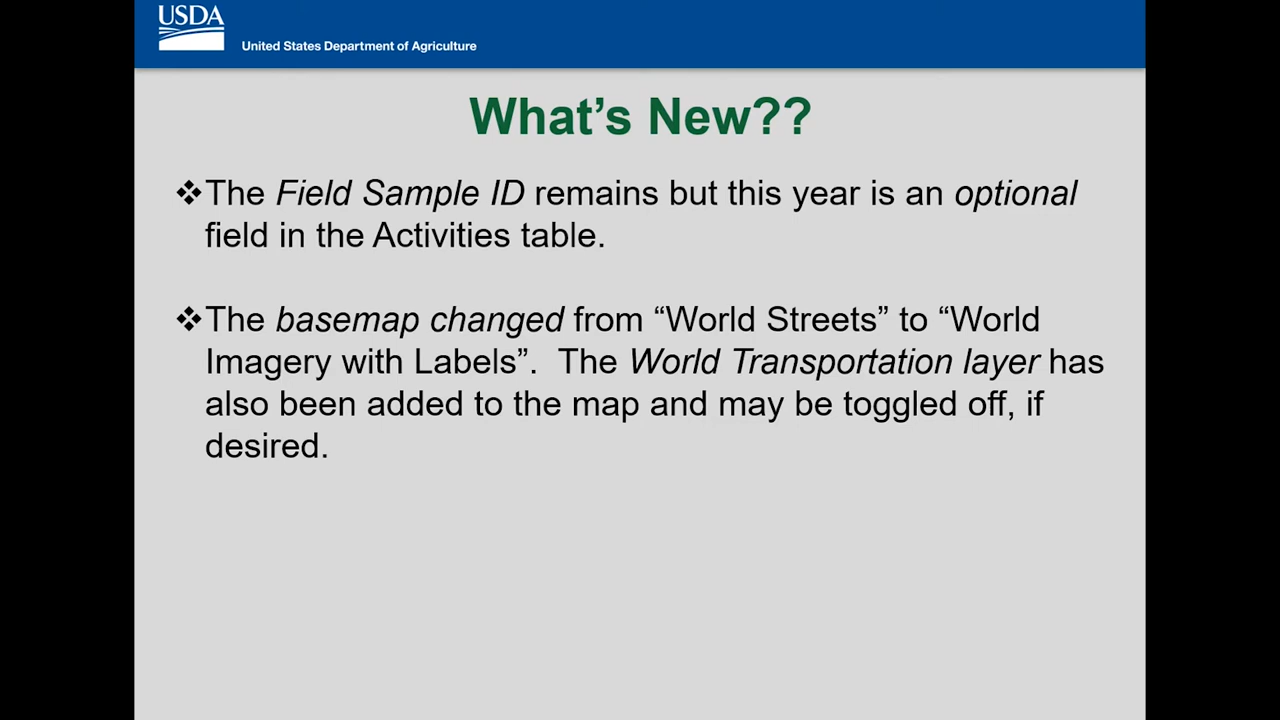 USDA
United States Department of Agriculture
What’s New??
❖The Field Sample ID remains but this year is an optional
field in the Activities table.
❖The basemap changed from “World Streets” to “World
Imagery with Labels”.  The World Transportation layer has
also been added to the map and may be toggled off, if
desired.